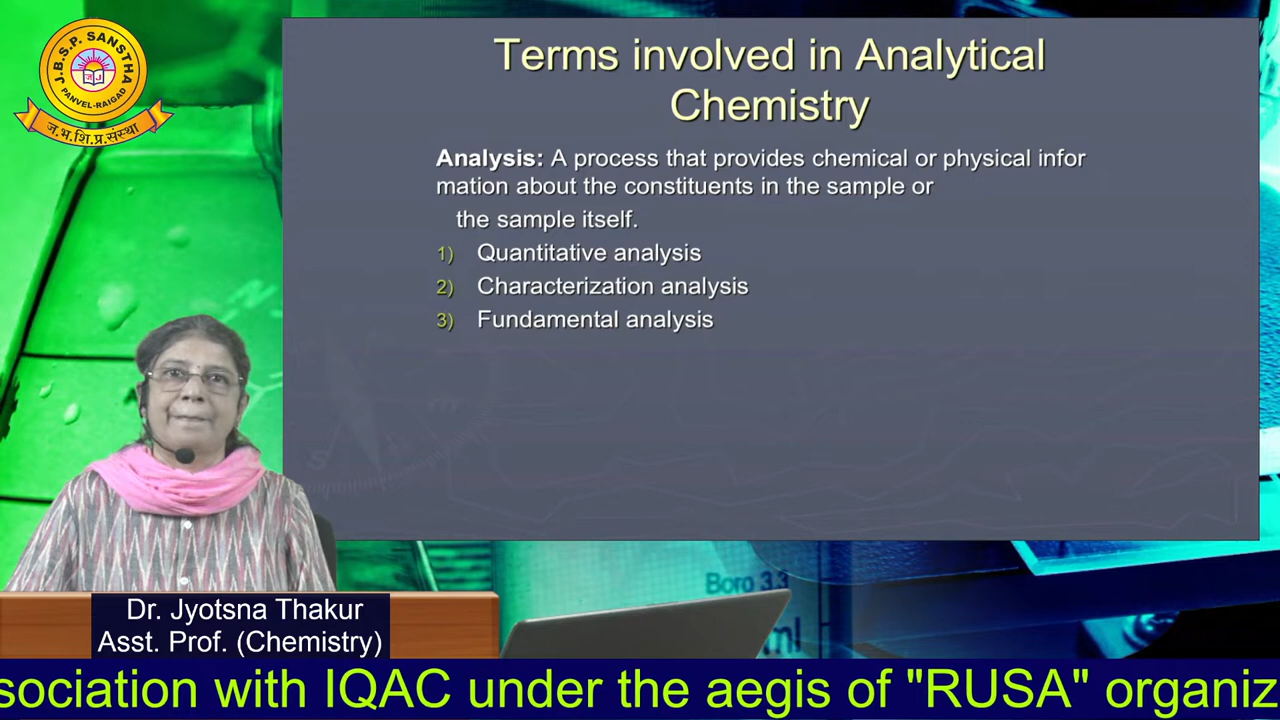 J.B.S.P. SANSTHA
PANVEL-RAIGAD
ज.भ.शि.प्र.संस्था
Terms involved in Analytical
Chemistry
Analysis: A process that provides chemical or physical infor
mation about the constituents in the sample or
the sample itself.
1) Quantitative analysis
2) Characterization analysis
3) Fundamental analysis
Boro 3.3
ml
Dr. Jyotsna Thakur
Asst. Prof. (Chemistry)
sociation with IQAC under the aegis of "RUSA" organiz